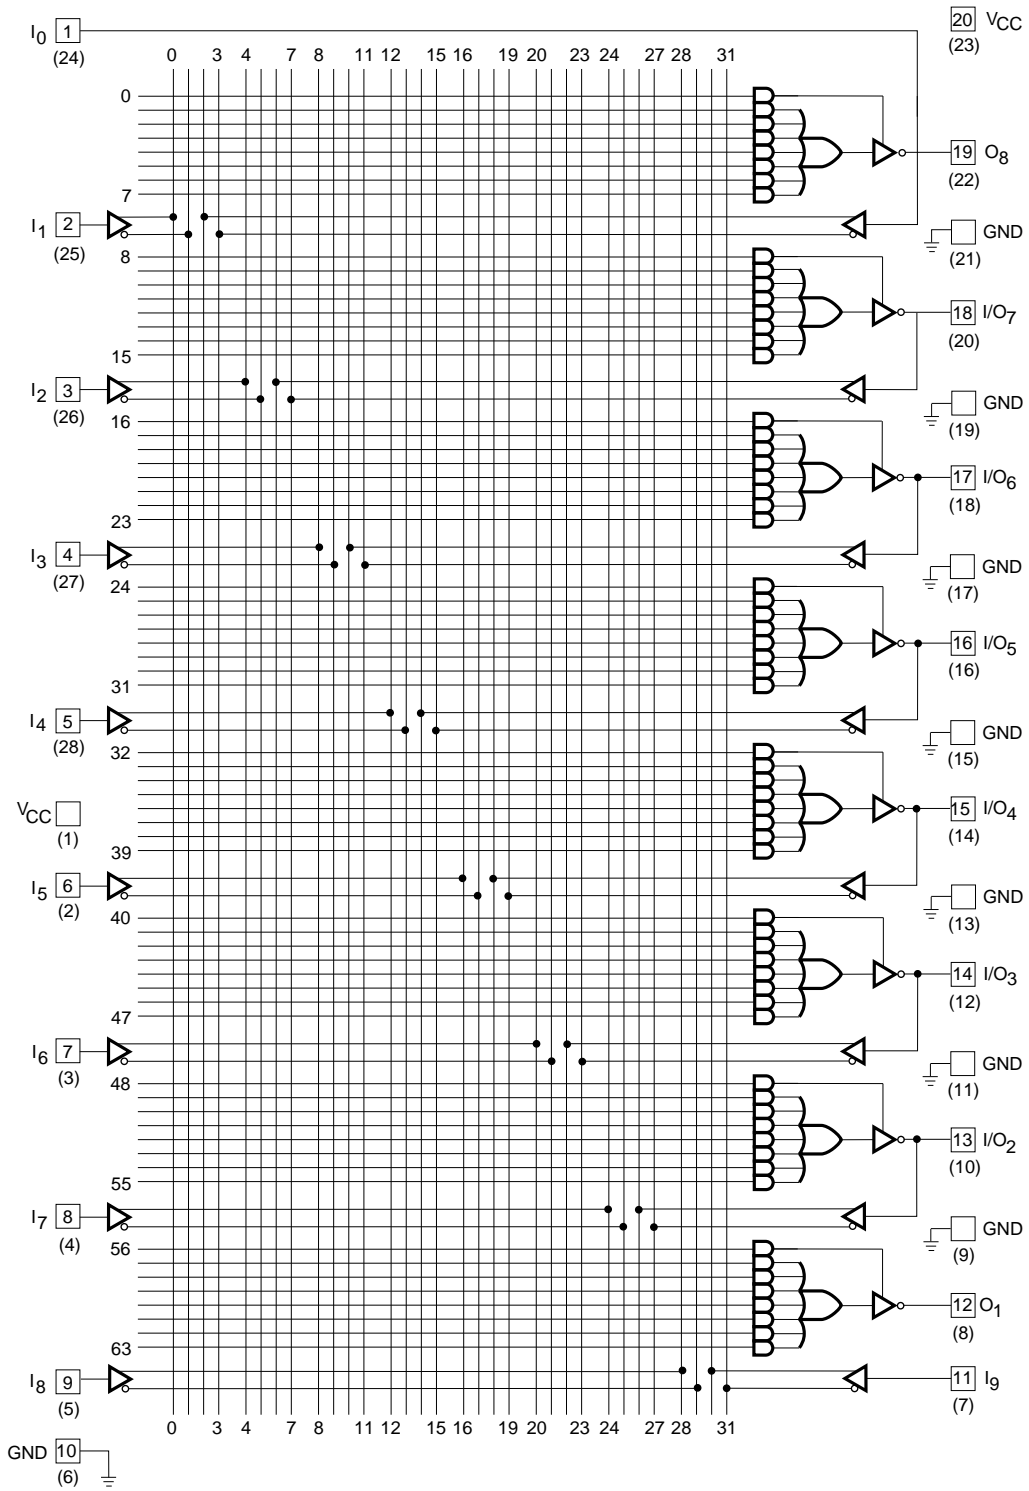 I0 1 20 VCC
(24) (23)
0 3 4 7 8 11 12 15 16 19 20 23 24 27 28 31
0
19 O8
(22)
7
I1 2 GND
(25) (21)
8
18 I/O7
(20)
15
I2 3 GND
(26) (19)
16
17 I/O6
(18)
23
I3 4 GND
(27) (17)
24
16 I/O5
(16)
31
I4 5 GND
(28) (15)
32
VCC 15 I/O4
(1) (14)
39
I5 6 GND
(2) (13)
40
14 I/O3
(12)
47
I6 7 GND
(3) (11)
48
13 I/O2
(10)
55
I7 8 GND
(4) (9)
56
12 O1
(8)
63
I8 9 11 I9
(5) (7)
0 3 4 7 8 11 12 15 16 19 20 23 24 27 28 31
GND 10
(6)